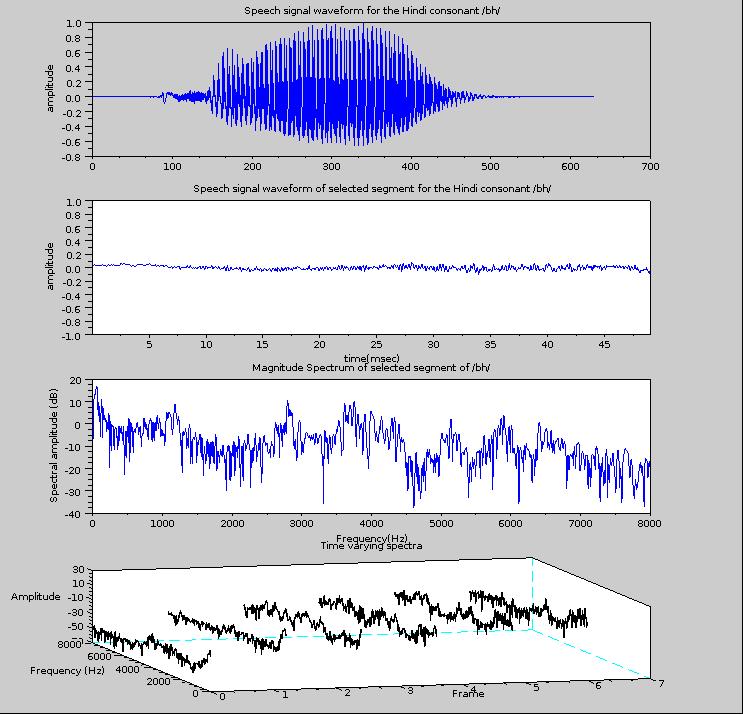 Speech signal waveform for the Hindi consonant /bh/
1.0
0.8
0.6
0.4
0.2
0.0
-0.2
-0.4
-0.6
-0.8
amplitude
0 100 200 300 400 500 600 700
Speech signal waveform of selected segment for the Hindi consonant /bh/
1.0
0.8
0.6
0.4
0.2
0.0
-0.2
-0.4
-0.6
-0.8
-1.0
amplitude
5 10 15 20 25 30 35 40 45
time(msec)
Magnitude Spectrum of selected segment of /bh/
20
10
0
-10
-20
-30
-40
Spectral amplitude (dB)
0 1000 2000 3000 4000 5000 6000 7000 8000
Frequency(Hz)
Time varying spectra
30
10
-10
-30
-50
Amplitude
8000
6000
4000
2000
0
Frequency (Hz)
0 1 2 3 4 5 6 7
Frame